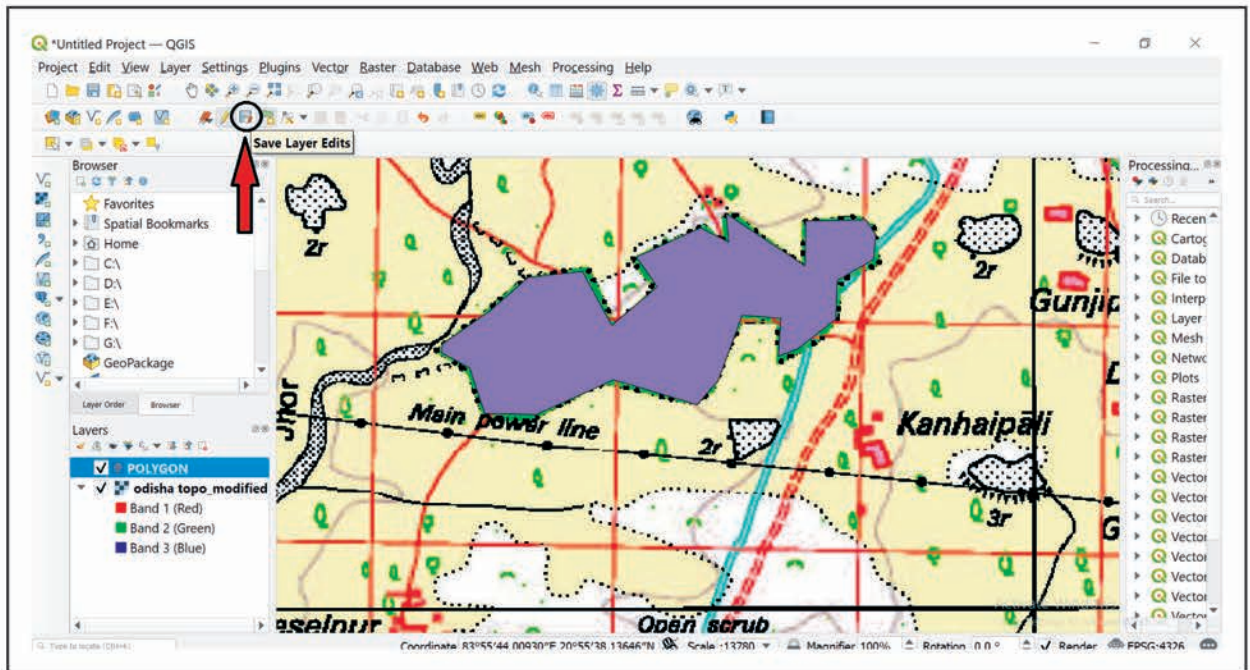 *Untitled Project — QGIS
Project Edit View Layer Settings Plugins Vector Raster Database Web Mesh Processing Help
Save Layer Edits
Browser
Favorites
Spatial Bookmarks
Home
C:\
D:\
E:\
F:\
G:\
GeoPackage
Layer Order Browser
Layers
POLYGON
odisha topo_modified
Band 1 (Red)
Band 2 (Green)
Band 3 (Blue)
Type to locate (Ctrl+K)
2r
Jhor
Main power line
2r
2r
Gunjip
Kanhaipāli
3r
G
Open scrub
Processing...
Search...
Recen
Cartog
Datab
File to
Interp
Layer
Mesh
Netwo
Plots
Raster
Raster
Raster
Raster
Vector
Vector
Vector
Vector
Vector
Vector
Vector
Coordinate 83°55'44.00930"E 20°55'38.13646"N Scale 1:13780 Magnifier 100% Rotation 0.0 ° Render EPSG:4326